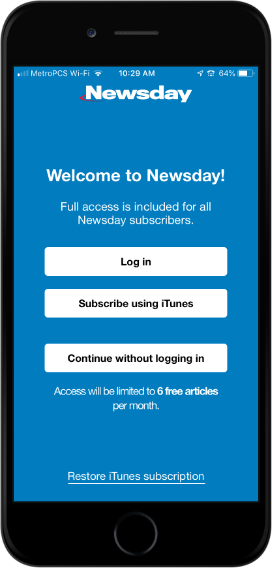 MetroPCS Wi-Fi 10:29 AM 64%
Newsday
Welcome to Newsday!
Full access is included for all
Newsday subscribers.
Log in
Subscribe using iTunes
Continue without logging in
Access will be limited to 6 free articles
per month.
Restore iTunes subscription